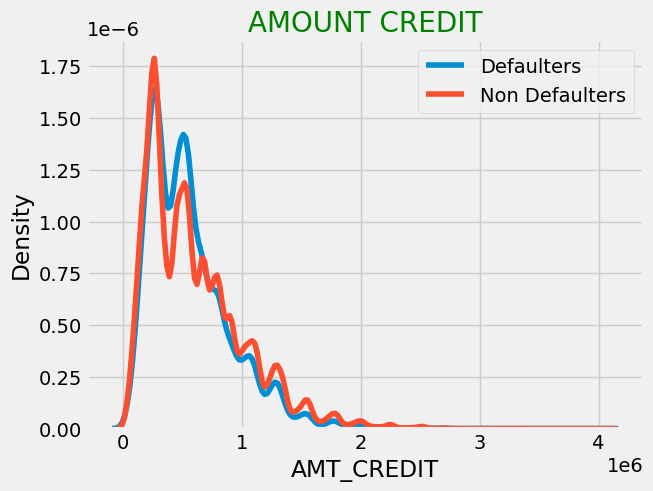 AMOUNT CREDIT
1e−6
Defaulters
Non Defaulters
1.75
1.50
1.25
1.00
0.75
0.50
0.25
0.00
Density
0 1 2 3 4
1e6
AMT_CREDIT